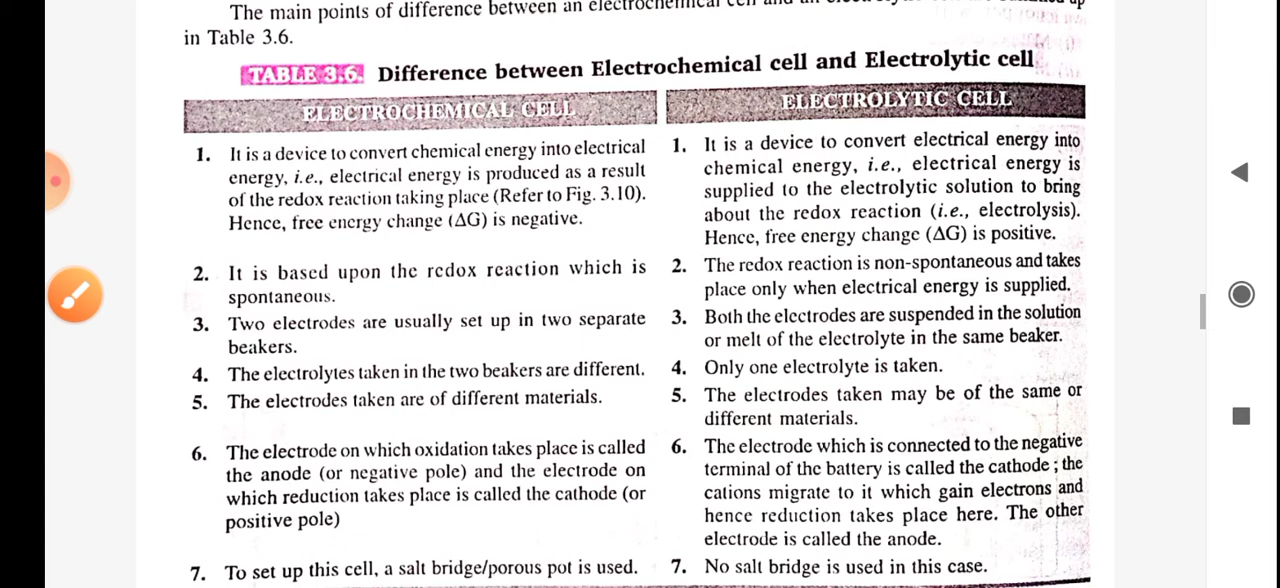 The main points of difference between an electrochemical cell and an
in Table 3.6.
TABLE 3.6. Difference between Electrochemical cell and Electrolytic cell
ELECTROCHEMICAL CELL
1. It is a device to convert chemical energy into electrical
energy, i.e., electrical energy is produced as a result
of the redox reaction taking place (Refer to Fig. 3.10).
Hence, free energy change (ΔG) is negative.
2. It is based upon the redox reaction which is
spontaneous.
3. Two electrodes are usually set up in two separate
beakers.
4. The electrolytes taken in the two beakers are different.
5. The electrodes taken are of different materials.
6. The electrode on which oxidation takes place is called
the anode (or negative pole) and the electrode on
which reduction takes place is called the cathode (or
positive pole)
7. To set up this cell, a salt bridge/porous pot is used.
ELECTROLYTIC CELL
1. It is a device to convert electrical energy into
chemical energy, i.e., electrical energy is
supplied to the electrolytic solution to bring
about the redox reaction (i.e., electrolysis).
Hence, free energy change (ΔG) is positive.
2. The redox reaction is non-spontaneous and takes
place only when electrical energy is supplied.
3. Both the electrodes are suspended in the solution
or melt of the electrolyte in the same beaker.
4. Only one electrolyte is taken.
5. The electrodes taken may be of the same or
different materials.
6. The electrode which is connected to the negative
terminal of the battery is called the cathode ; the
cations migrate to it which gain electrons and
hence reduction takes place here. The other
electrode is called the anode.
7. No salt bridge is used in this case.